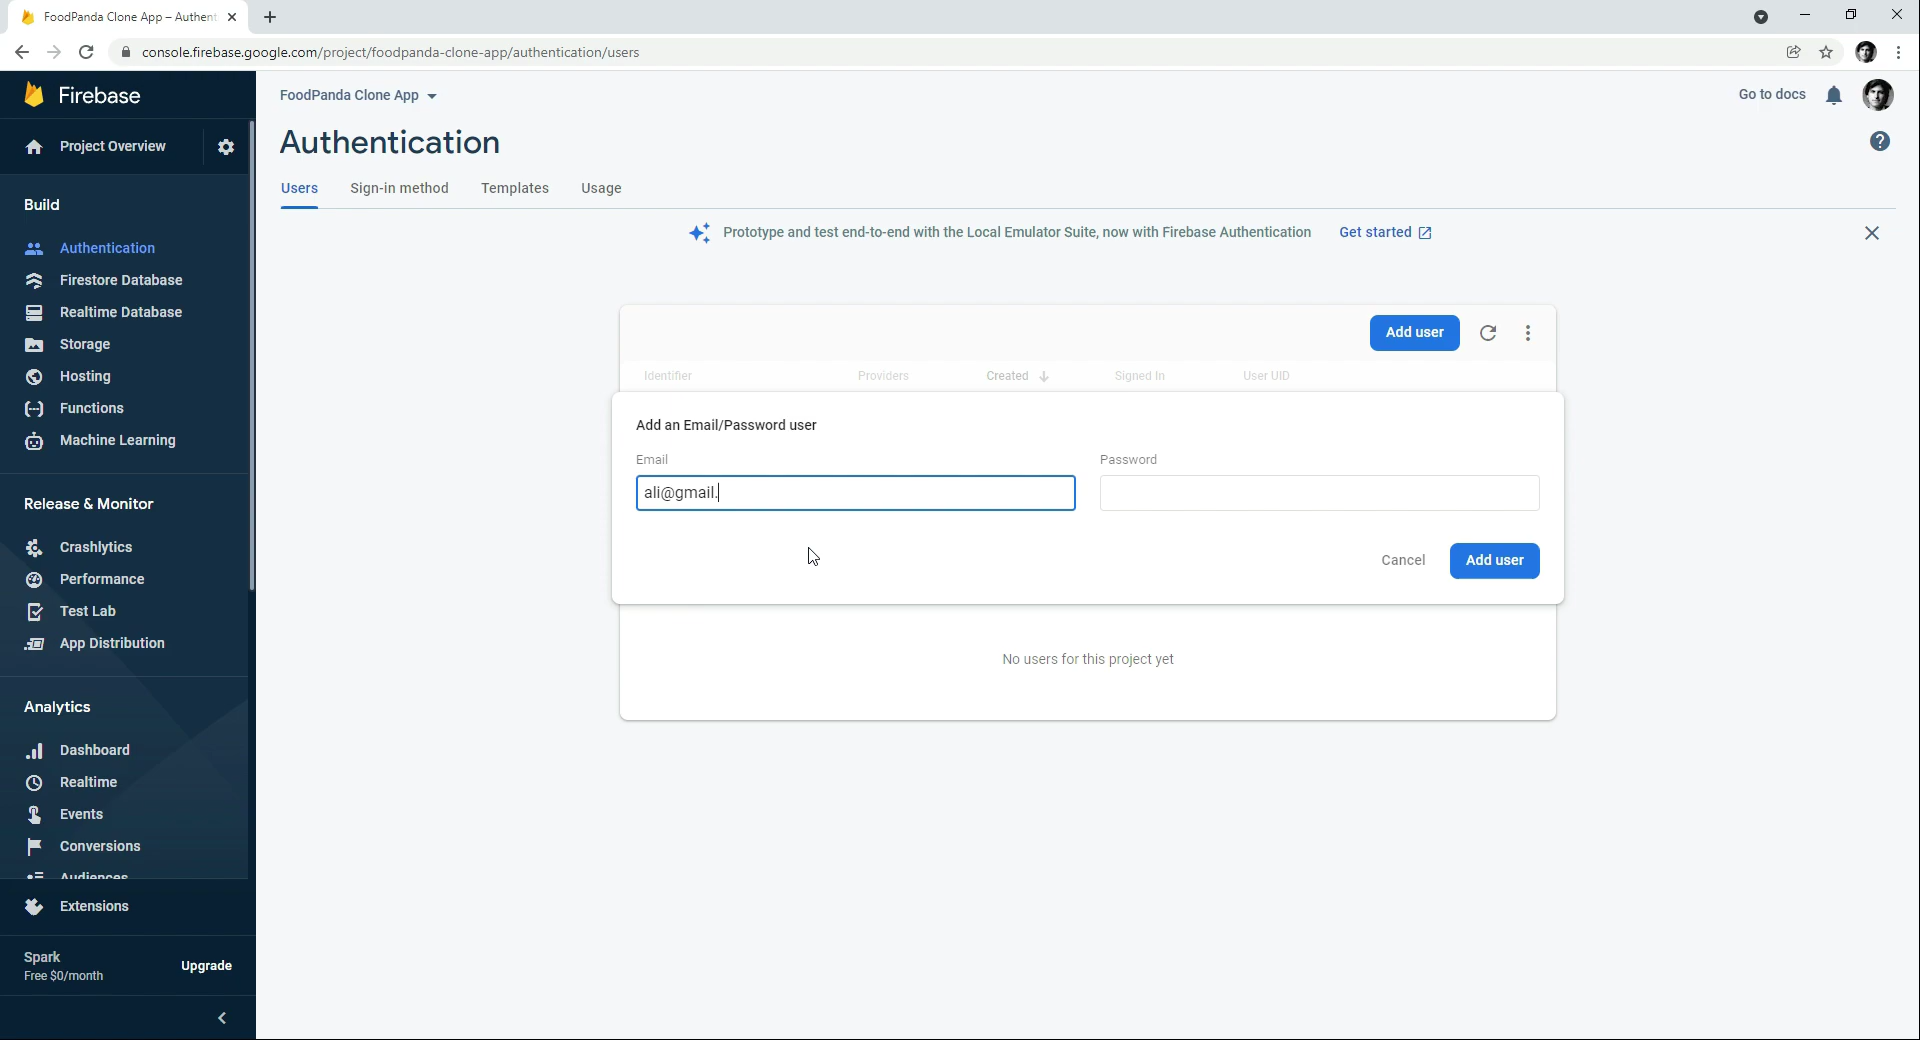 FoodPanda Clone App – Authent
console.firebase.google.com/project/foodpanda-clone-app/authentication/users
Firebase
FoodPanda Clone App
Go to docs
Project Overview
Authentication
Users
Sign-in method
Templates
Usage
Prototype and test end-to-end with the Local Emulator Suite, now with Firebase Authentication
Get started
Build
Authentication
Firestore Database
Realtime Database
Storage
Hosting
Functions
Machine Learning
Release & Monitor
Crashlytics
Performance
Test Lab
App Distribution
Analytics
Dashboard
Realtime
Events
Conversions
Audiences
Extensions
Spark
Free $0/month
Upgrade
Add user
Identifier
Providers
Created
Signed In
User UID
Add an Email/Password user
Email
Password
ali@gmail.
Cancel
Add user
No users for this project yet